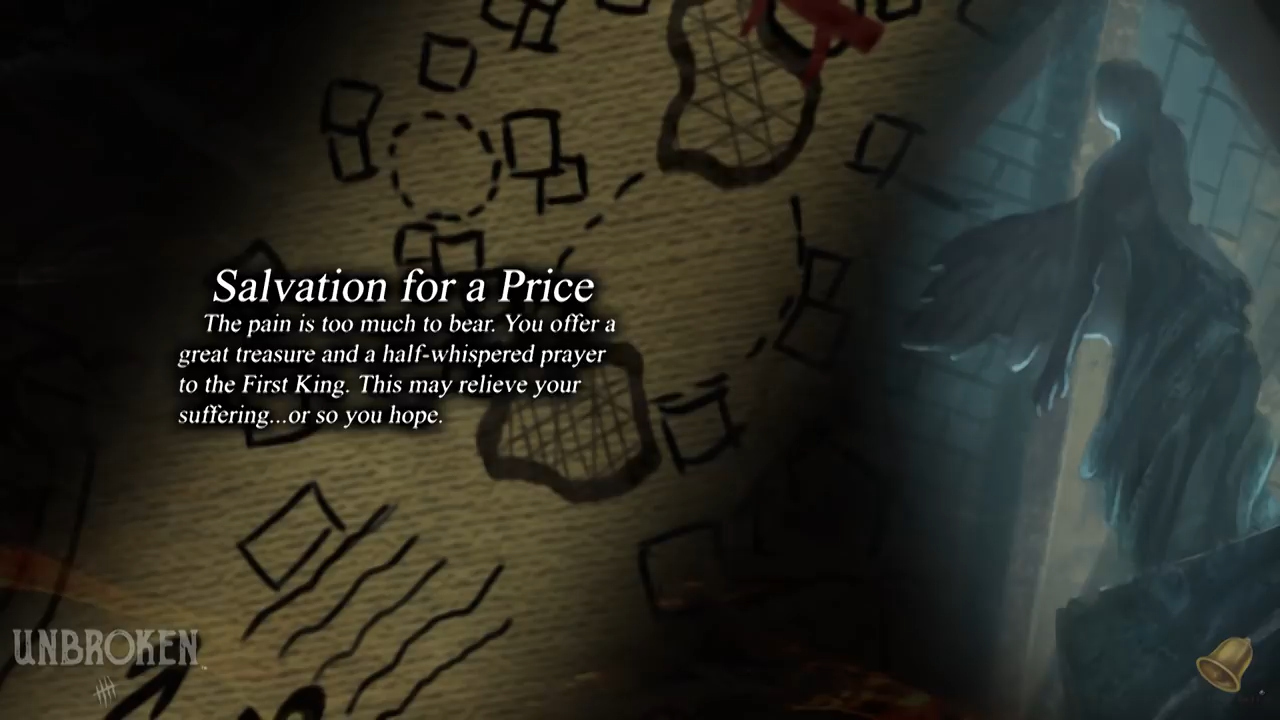 Salvation for a Price
The pain is too much to bear. You offer a
great treasure and a half-whispered prayer
to the First King. This may relieve your
suffering...or so you hope.
UNBROKEN